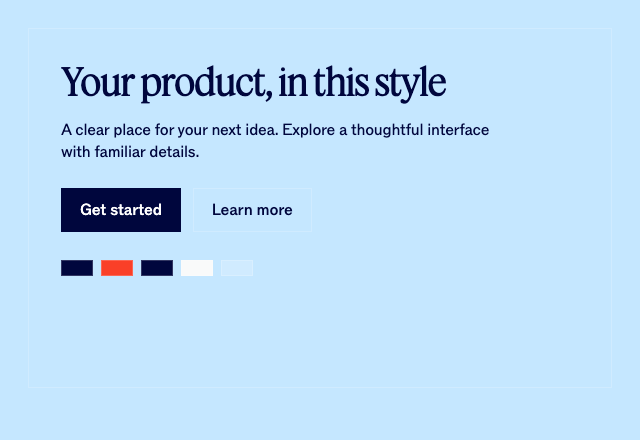 Your product, in this style
A clear place for your next idea. Explore a thoughtful interface
with familiar details.
Get started
Learn more